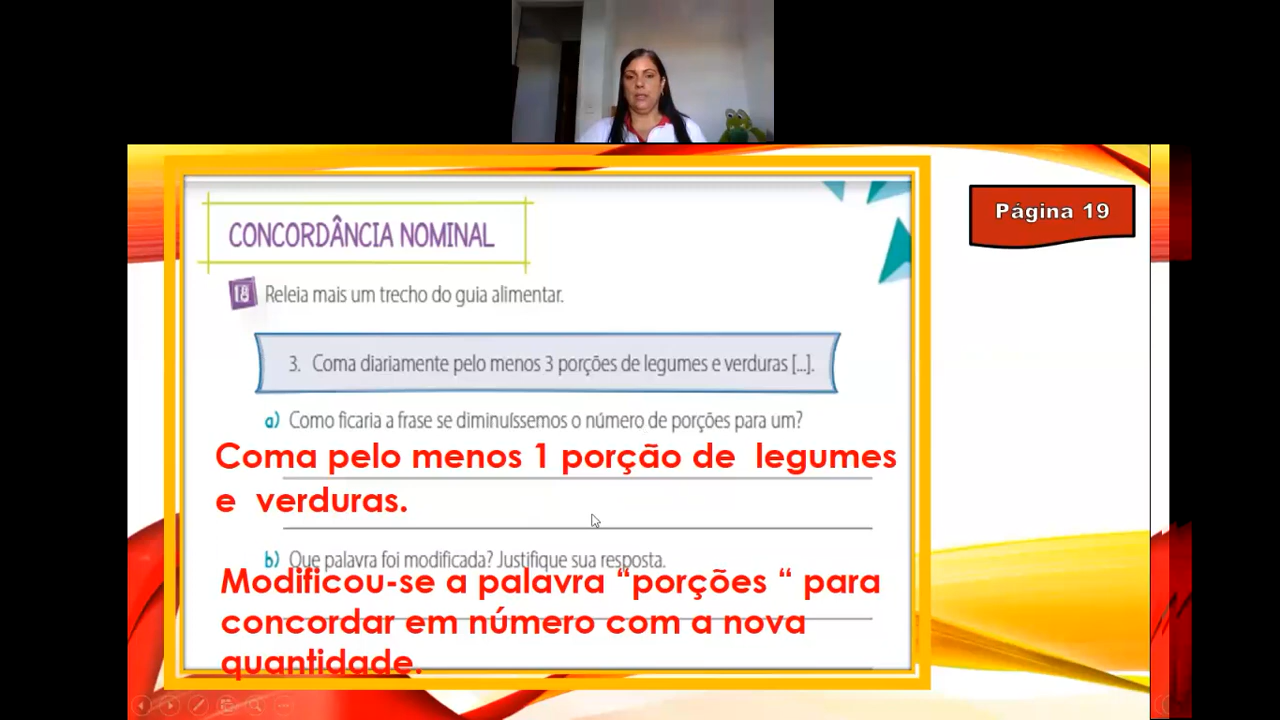 Página 19
CONCORDÂNCIA NOMINAL
18 Releia mais um trecho do guia alimentar.
3. Coma diariamente pelo menos 3 porções de legumes e verduras [...].
a) Como ficaria a frase se diminuíssemos o número de porções para um?
Coma pelo menos 1 porção de legumes
e verduras.
b) Que palavra foi modificada? Justifique sua resposta.
Modificou-se a palavra “porções “ para
concordar em número com a nova
quantidade.